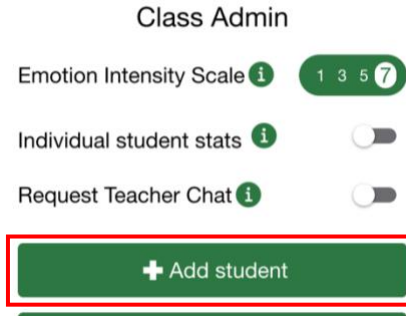 Class Admin
Emotion Intensity Scale i 1 3 5 7
Individual student stats i
Request Teacher Chat i
+ Add student